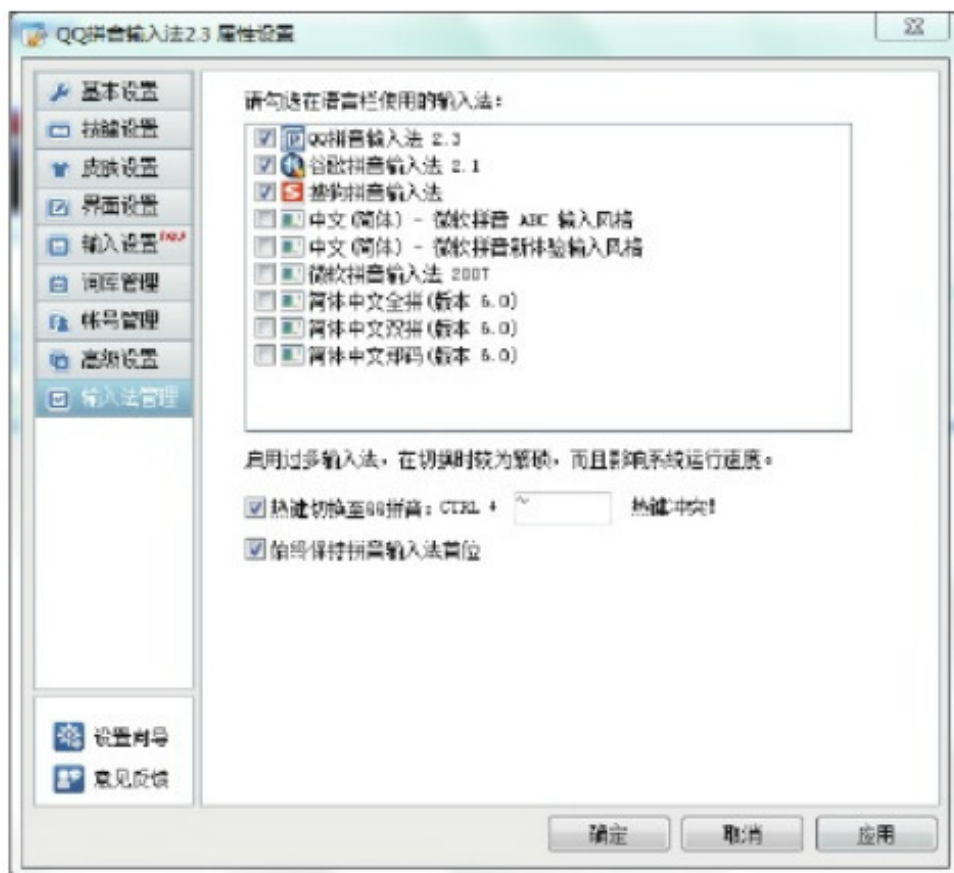 QQ拼音输入法2.3 属性设置
基本设置
按键设置
皮肤设置
界面设置
输入设置
词库管理
帐号管理
高级设置
输入法管理
设置向导
意见反馈
请勾选在语言栏使用的输入法:
QQ拼音输入法 2.3
谷歌拼音输入法 2.1
搜狗拼音输入法
中文(简体) - 微软拼音 ABC 输入风格
中文(简体) - 微软拼音新体验输入风格
微软拼音输入法 2007
简体中文全拼(版本 6.0)
简体中文双拼(版本 6.0)
简体中文郑码(版本 6.0)
启用过多输入法，在切换时较为繁琐，而且影响系统运行速度。
热键切换至QQ拼音: CTRL + ~ 热键冲突!
始终保持拼音输入法首位
确定 取消 应用